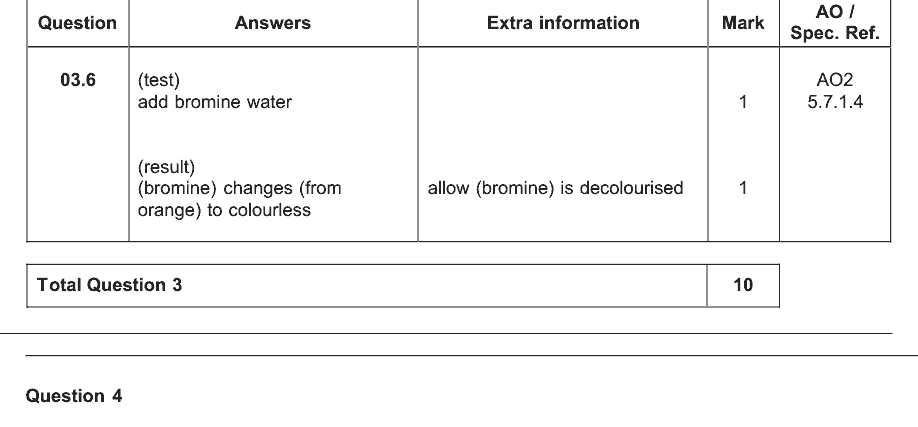 Question Answers Extra information Mark AO /
Spec. Ref.
03.6 (test) AO2
add bromine water 1 5.7.1.4
(result)
(bromine) changes (from allow (bromine) is decolourised 1
orange) to colourless
Total Question 3 10
Question 4